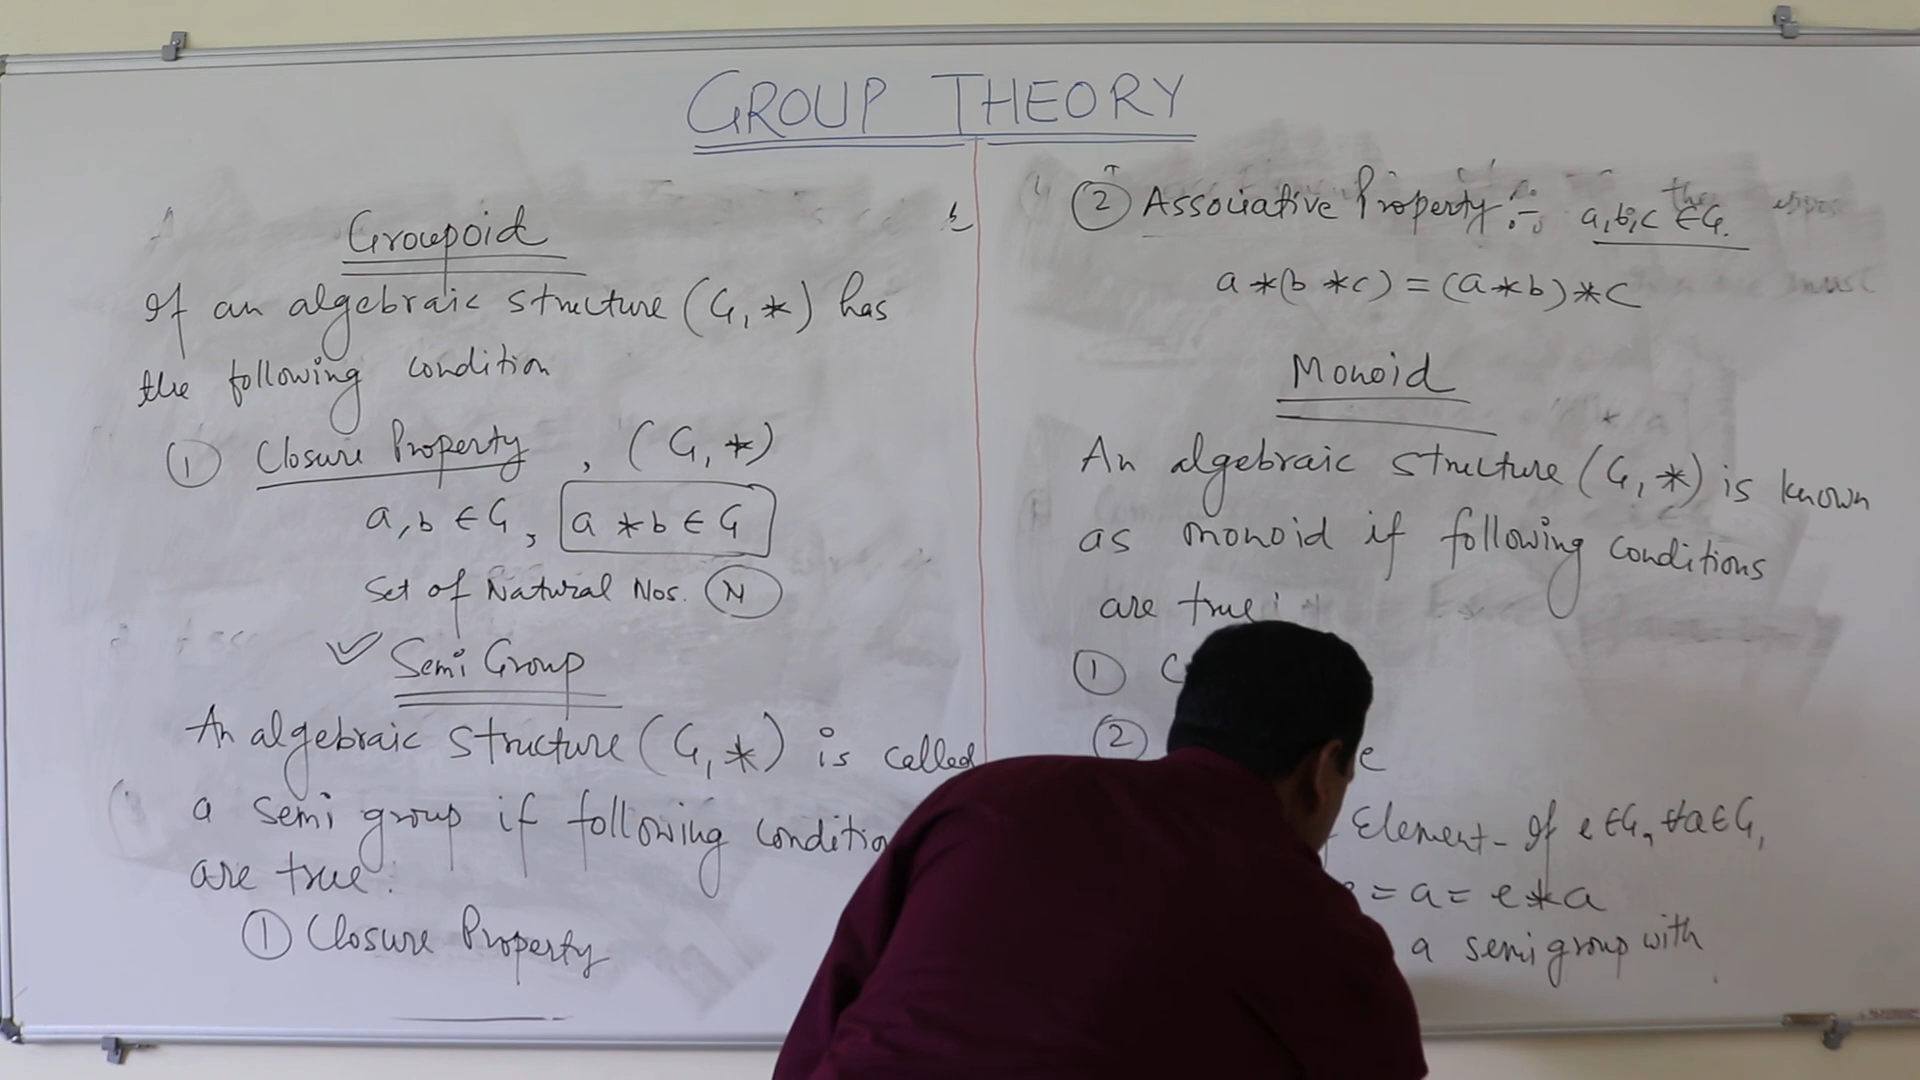 GROUP THEORY
Groupoid
If an algebraic structure (G, *) has
the following condition
① Closure Property , (G, *)
a, b ∈ G, a * b ∈ G
Set of Natural Nos. N
✓ Semi Group
An algebraic structure (G, *) is called
a semi group if following conditio
are true:
① Closure Property
② Associative Property :- a, b, c ∈ G.
a * (b * c) = (a * b) * c
Monoid
An algebraic structure (G, *) is known
as monoid if following conditions
are true:
① C
② e
Element - If e ∈ G, ∀a ∈ G,
= a = e * a
a semi group with